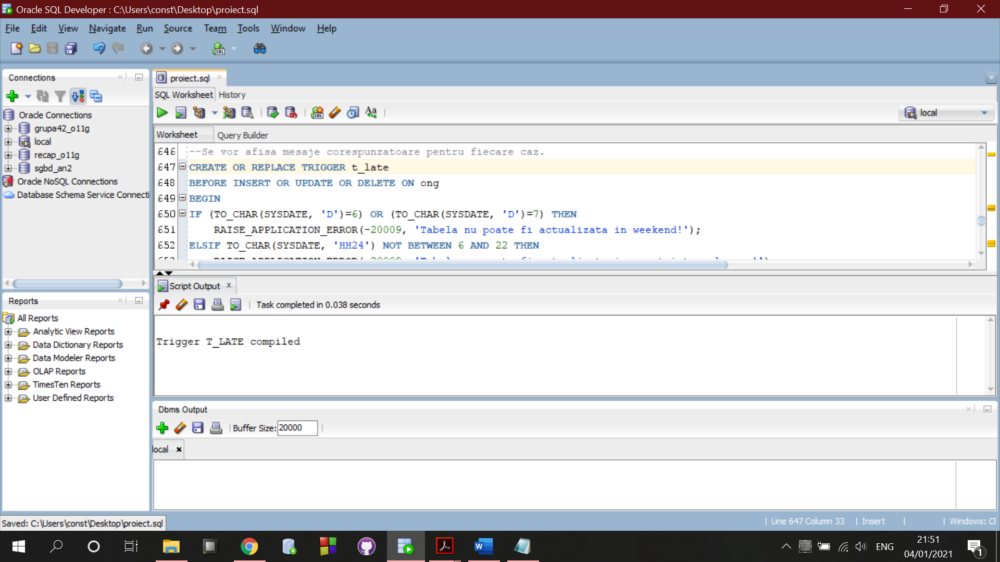 Oracle SQL Developer : C:\Users\const\Desktop\proiect.sql
File Edit View Navigate Run Source Team Tools Window Help
Connections
Oracle Connections
grupa42_o11g
local
recap_o11g
sgbd_an2
Oracle NoSQL Connections
Database Schema Service Connecti
Reports
All Reports
Analytic View Reports
Data Dictionary Reports
Data Modeler Reports
OLAP Reports
TimesTen Reports
User Defined Reports
proiect.sql
SQL Worksheet History
local
Worksheet Query Builder
646 --Se vor afisa mesaje corespunzatoare pentru fiecare caz.
647 CREATE OR REPLACE TRIGGER t_late
648 BEFORE INSERT OR UPDATE OR DELETE ON ong
649 BEGIN
650 IF (TO_CHAR(SYSDATE, 'D')=6) OR (TO_CHAR(SYSDATE, 'D')=7) THEN
651 RAISE_APPLICATION_ERROR(-20009, 'Tabela nu poate fi actualizata in weekend!');
652 ELSIF TO_CHAR(SYSDATE, 'HH24') NOT BETWEEN 6 AND 22 THEN
Script Output
Task completed in 0.038 seconds
Trigger T_LATE compiled
Dbms Output
Buffer Size: 20000
local
Saved: C:\Users\const\Desktop\proiect.sql
Line 647 Column 33 Insert Windows: CR
ENG
21:51
04/01/2021
1